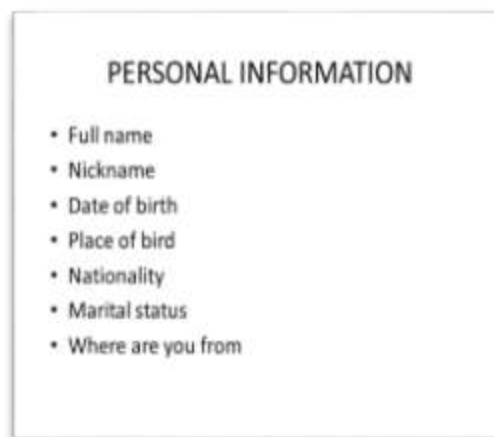 PERSONAL INFORMATION
• Full name
• Nickname
• Date of birth
• Place of bird
• Nationality
• Marital status
• Where are you from